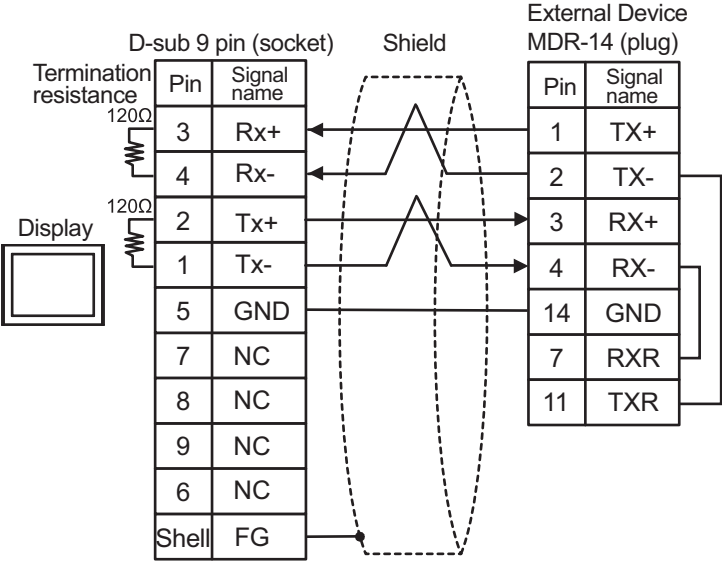 External Device
D-sub 9 pin (socket)
Shield
MDR-14 (plug)
Termination
resistance
Pin
Signal
name
Pin
Signal
name
120Ω
3
Rx+
1
TX+
4
Rx-
2
TX-
120Ω
2
Tx+
3
RX+
Display
1
Tx-
4
RX-
5
GND
14
GND
7
NC
7
RXR
8
NC
11
TXR
9
NC
6
NC
Shell
FG